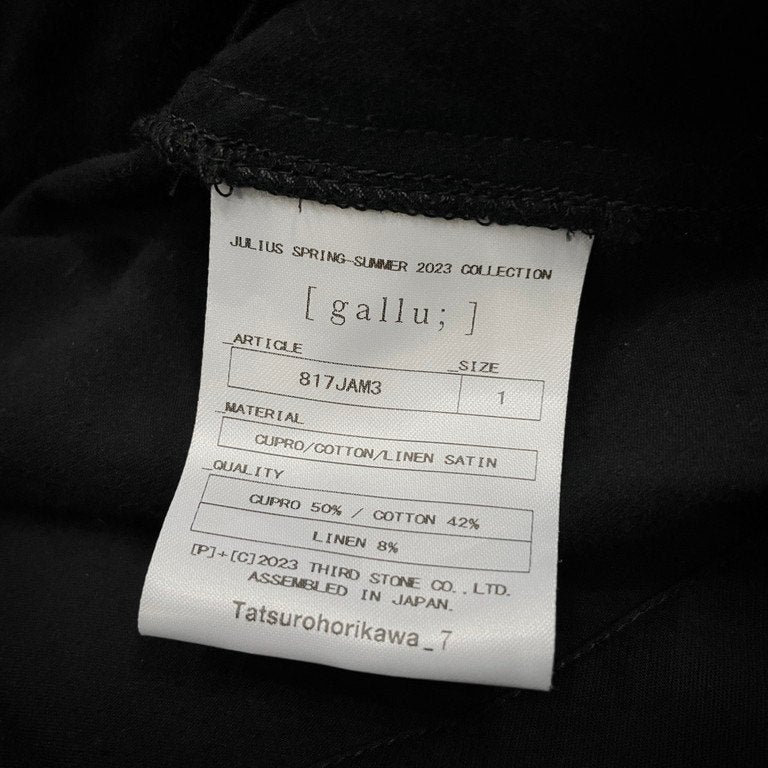 JULIUS SPRING-SUMMER 2023 COLLECTION
[ gallu; ]
_ARTICLE _SIZE
817JAM3 1
_MATERIAL
CUPRO/COTTON/LINEN SATIN
_QUALITY
CUPRO 50% / COTTON 42%
LINEN 8%
[P]+[C]2023 THIRD STONE CO.,LTD.
ASSEMBLED IN JAPAN.
Tatsurohorikawa_7